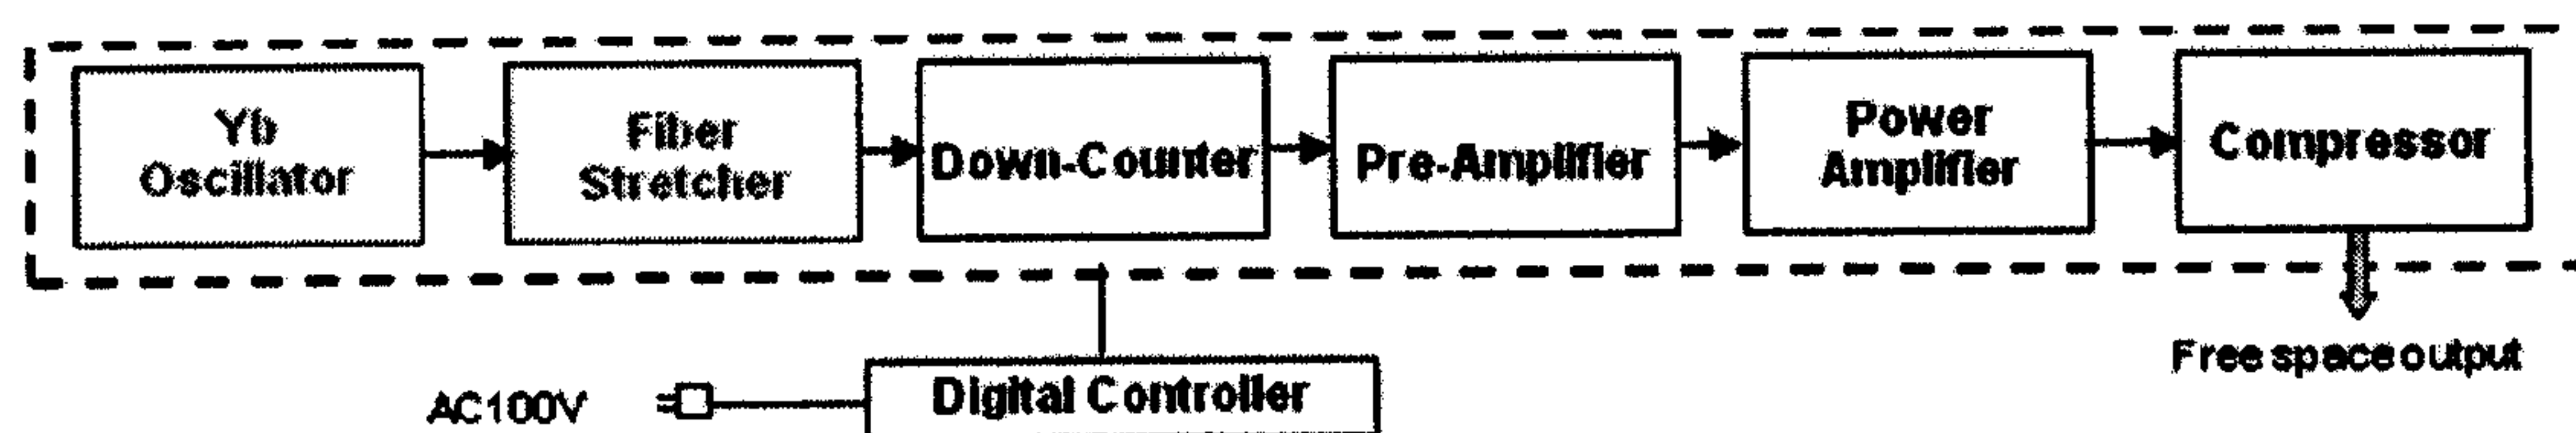 Yb
Oscillator
Fiber
Stretcher
Down-Counter
Pre-Amplifier
Power
Amplifier
Compressor
Free space output
AC100V
Digital Controller